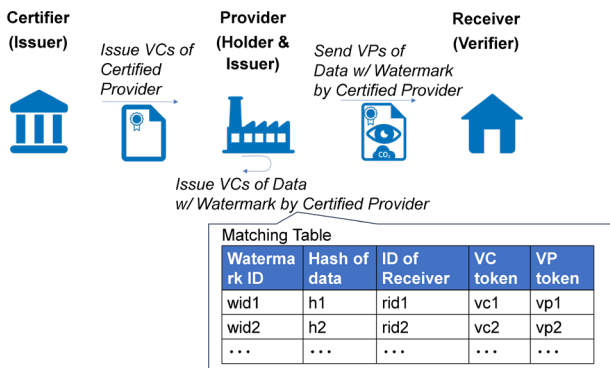 Certifier
(Issuer)
Issue VCs of
Certified
Provider
Provider
(Holder &
Issuer)
Send VPs of
Data w/ Watermark
by Certified Provider
Receiver
(Verifier)
CO2
Issue VCs of Data
w/ Watermark by Certified Provider
Matching Table
Waterma
rk ID
Hash of
data
ID of
Receiver
VC
token
VP
token
wid1 h1 rid1 vc1 vp1
wid2 h2 rid2 vc2 vp2
... ... ... ... ...